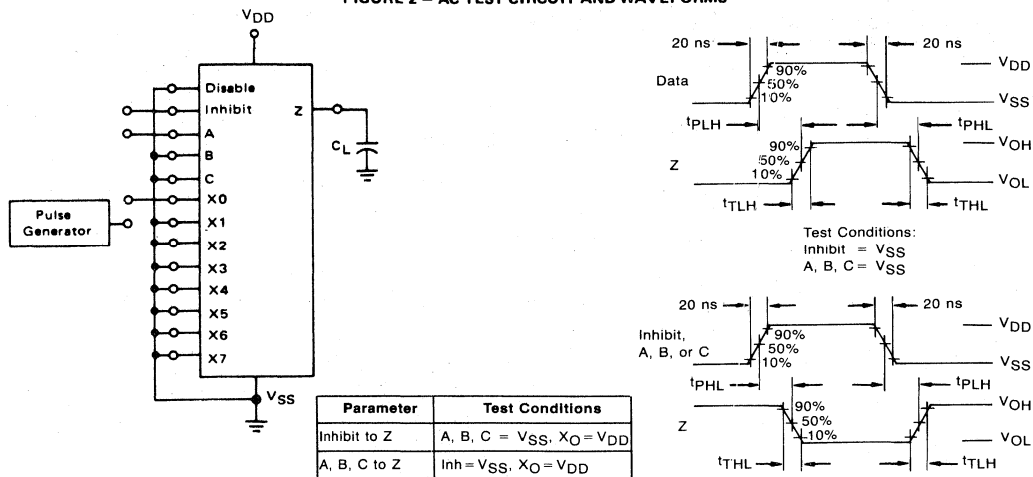 FIGURE 2 – AC TEST CIRCUIT AND WAVEFORMS
VDD
Disable
Inhibit
A
B
C
X0
X1
X2
X3
X4
X5
X6
X7
Z
CL
Pulse
Generator
VSS
Parameter Test Conditions
Inhibit to Z A, B, C = VSS, XO = VDD
A, B, C to Z Inh = VSS, XO = VDD
20 ns 20 ns
VDD
Data
90%
50%
10%
VSS
tPLH tPHL
VOH
90%
50%
10%
Z
VOL
tTLH tTHL
Test Conditions:
Inhibit = VSS
A, B, C = VSS
20 ns 20 ns
VDD
Inhibit,
A, B, or C
90%
50%
10%
VSS
tPHL tPLH
VOH
90%
50%
10%
Z
VOL
tTHL tTLH